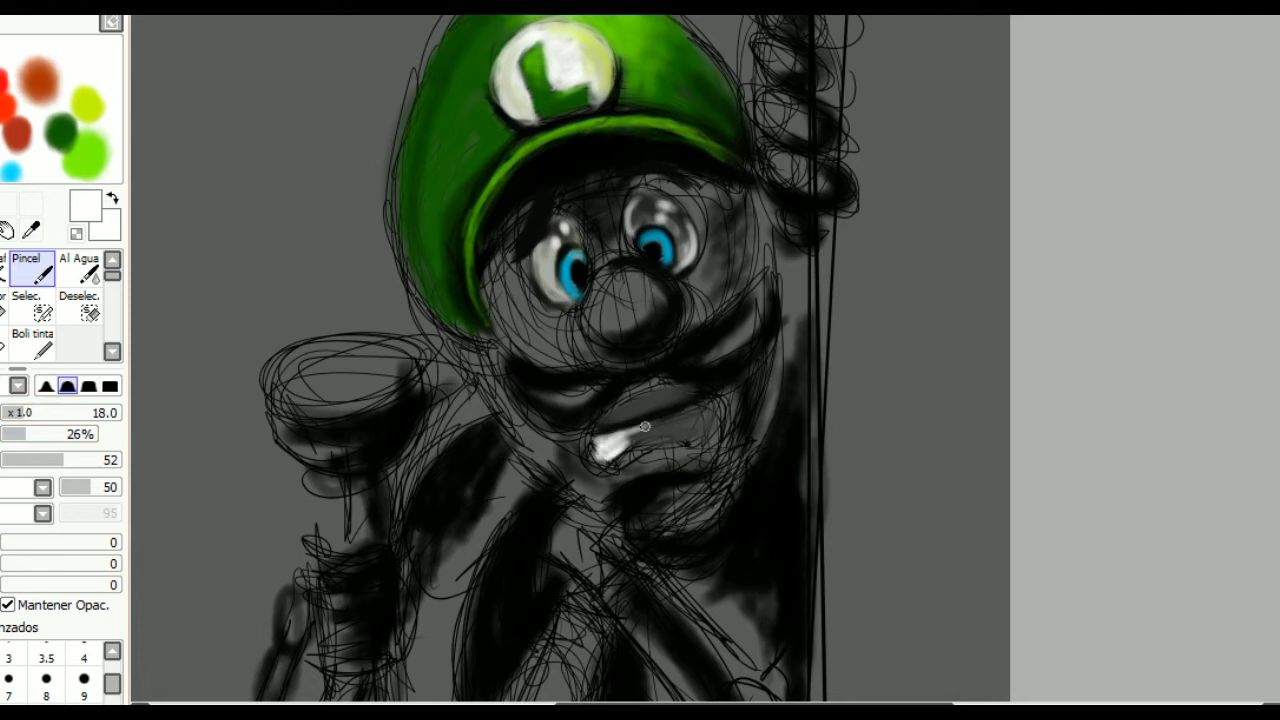 L
Pincel
Al Agua
Selec.
Deselec.
Boli tinta
x 1.0 18.0
26%
52
50
95
0
0
0
Mantener Opac.
nzados
3 3.5 4
7 8 9